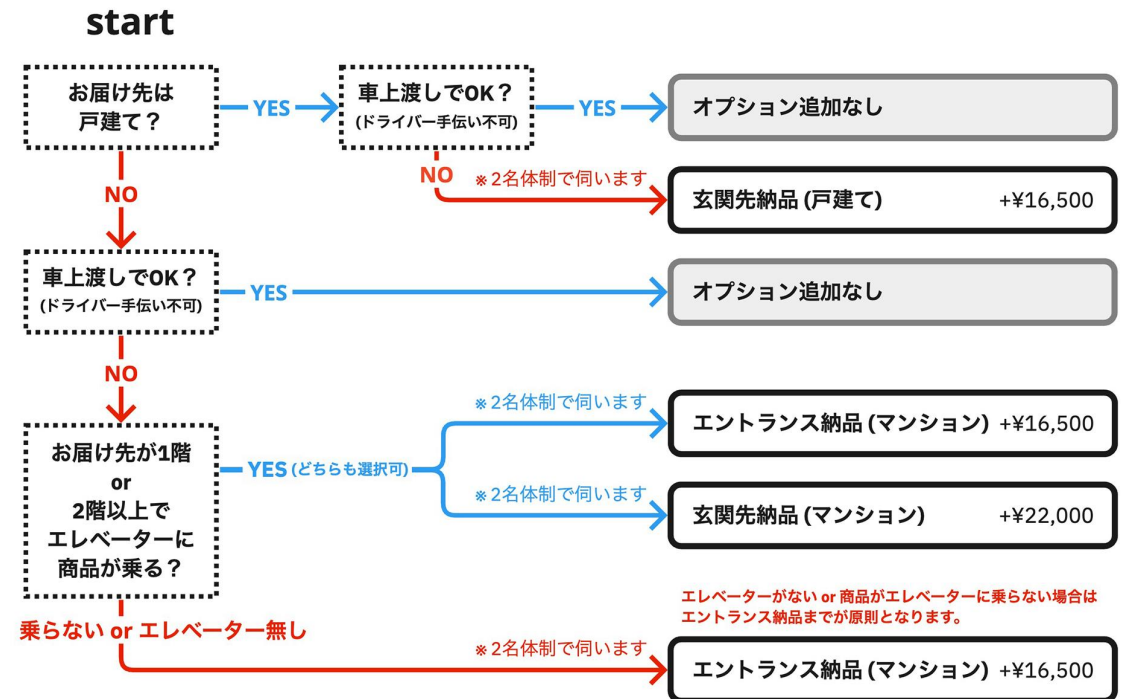 start
お届け先は
戸建て？
YES
車上渡しでOK？
(ドライバー手伝い不可)
YES
オプション追加なし
NO
NO
※2名体制で伺います
玄関先納品 (戸建て) +¥16,500
車上渡しでOK？
(ドライバー手伝い不可)
YES
オプション追加なし
NO
お届け先が1階
or
2階以上で
エレベーターに
商品が乗る？
YES (どちらも選択可)
※2名体制で伺います
エントランス納品 (マンション) +¥16,500
※2名体制で伺います
玄関先納品 (マンション) +¥22,000
乗らない or エレベーター無し
エレベーターがない or 商品がエレベーターに乗らない場合は
エントランス納品までが原則となります。
※2名体制で伺います
エントランス納品 (マンション) +¥16,500